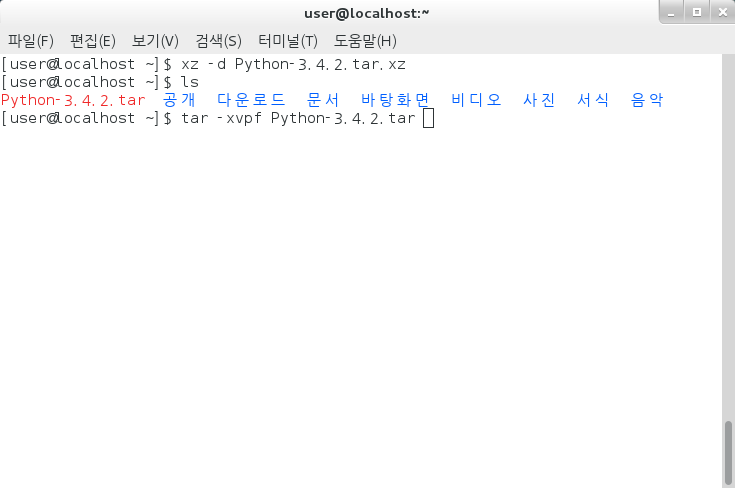 user@localhost:~
파일(F) 편집(E) 보기(V) 검색(S) 터미널(T) 도움말(H)
[user@localhost ~]$ xz -d Python-3.4.2.tar.xz
[user@localhost ~]$ ls
Python-3.4.2.tar 공개 다운로드 문서 바탕화면 비디오 사진 서식 음악
[user@localhost ~]$ tar -xvpf Python-3.4.2.tar